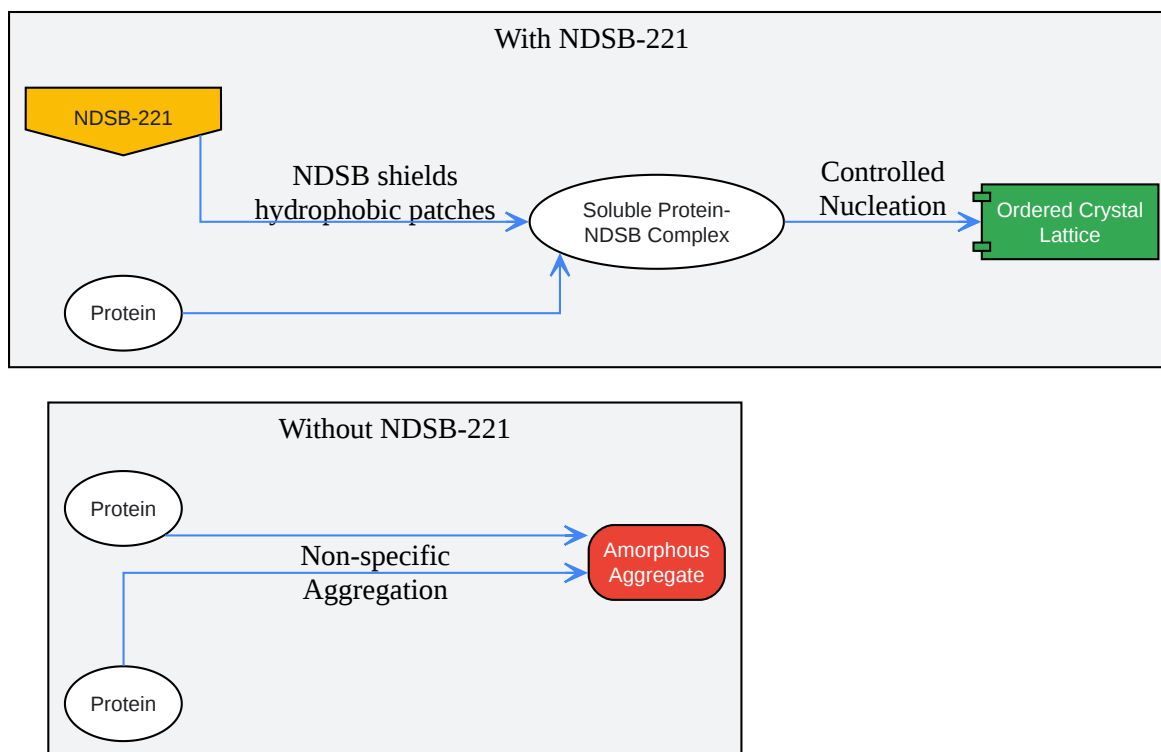 With NDSB-221
NDSB-221
NDSB shields
hydrophobic patches
Soluble Protein-
NDSB Complex
Controlled
Nucleation
Ordered Crystal
Lattice
Protein
Without NDSB-221
Protein
Non-specific
Aggregation
Amorphous
Aggregate
Protein